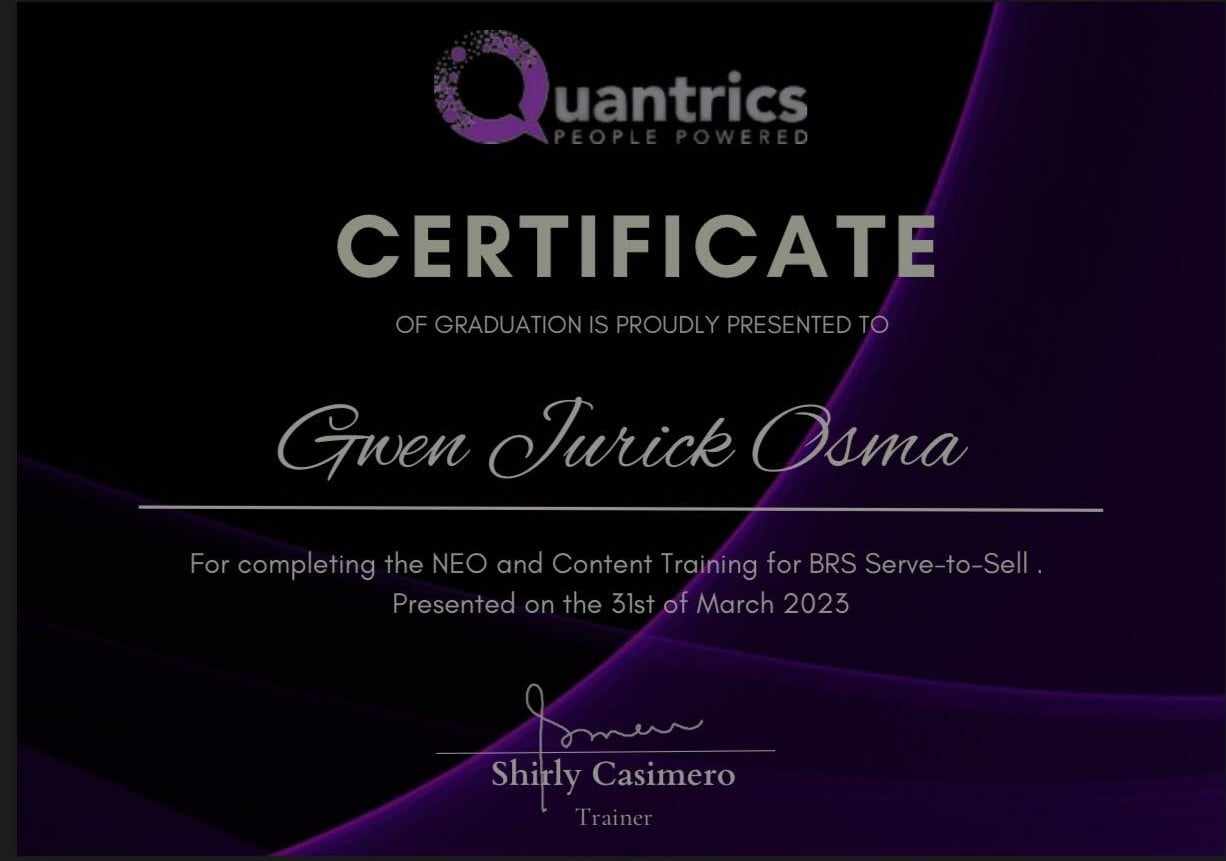 Quantrics
PEOPLE POWERED
CERTIFICATE
OF GRADUATION IS PROUDLY PRESENTED TO
Gwen Jurick Osma
For completing the NEO and Content Training for BRS Serve-to-Sell .
Presented on the 31st of March 2023
Shirly Casimero
Trainer